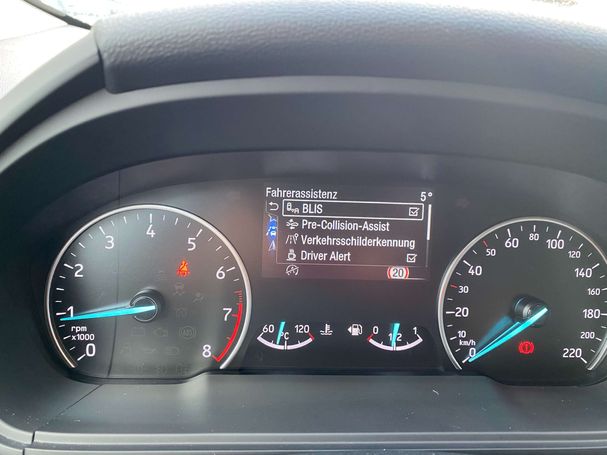 Fahrerassistenz 5°
BLIS
Pre-Collision-Assist
Verkehrsschilderkennung
Driver Alert
20
0
1
2
3
4
5
6
7
8
rpm
x1000
60 °C 120
0 1/2 1
0
10
20
30
40
50
60
80
100
120
140
160
180
200
220
km/h